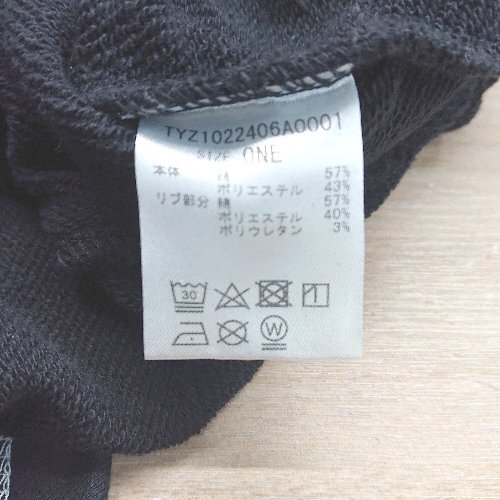 TYZ1022406A0001
SIZE ONE
本体 綿 57%
ポリエステル 43%
リブ部分 綿 57%
ポリエステル 40%
ポリウレタン 3%
30
W